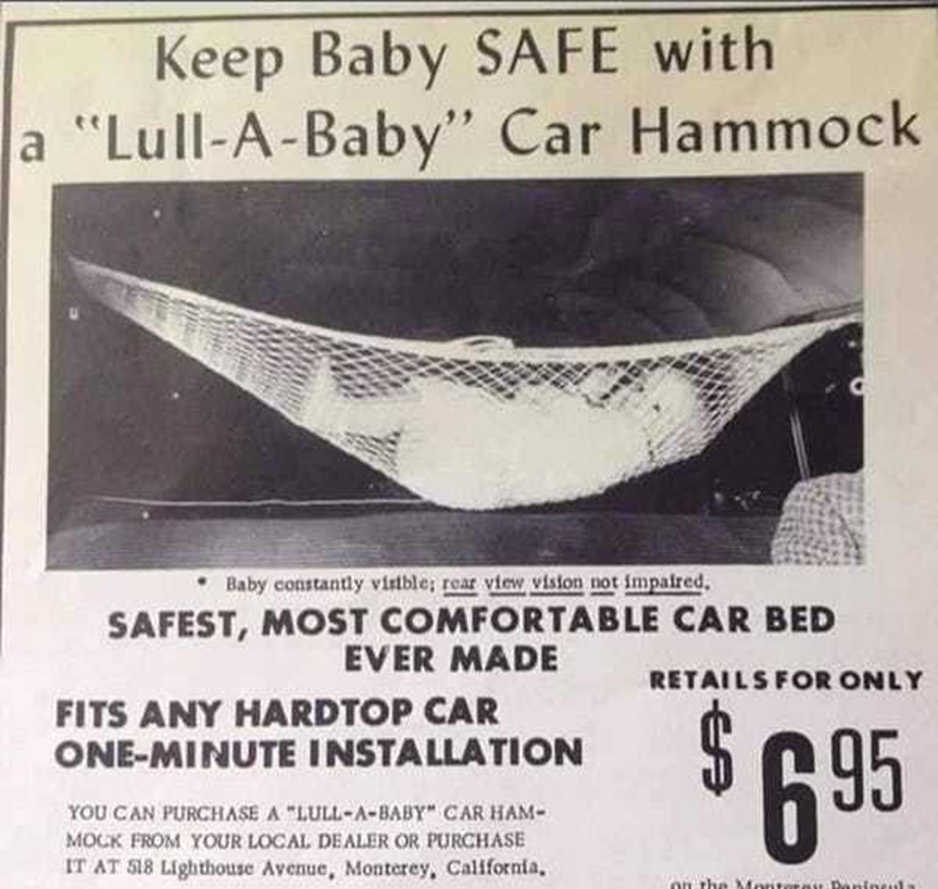 Keep Baby SAFE with
a "Lull-A-Baby" Car Hammock
* Baby constantly visible; rear view vision not impaired.
SAFEST, MOST COMFORTABLE CAR BED
EVER MADE
FITS ANY HARDTOP CAR
ONE-MINUTE INSTALLATION
RETAILS FOR ONLY
$6 95
YOU CAN PURCHASE A "LULL-A-BABY" CAR HAM-
MOCK FROM YOUR LOCAL DEALER OR PURCHASE
IT AT 518 Lighthouse Avenue, Monterey, California.
on the Monterey Peninsula